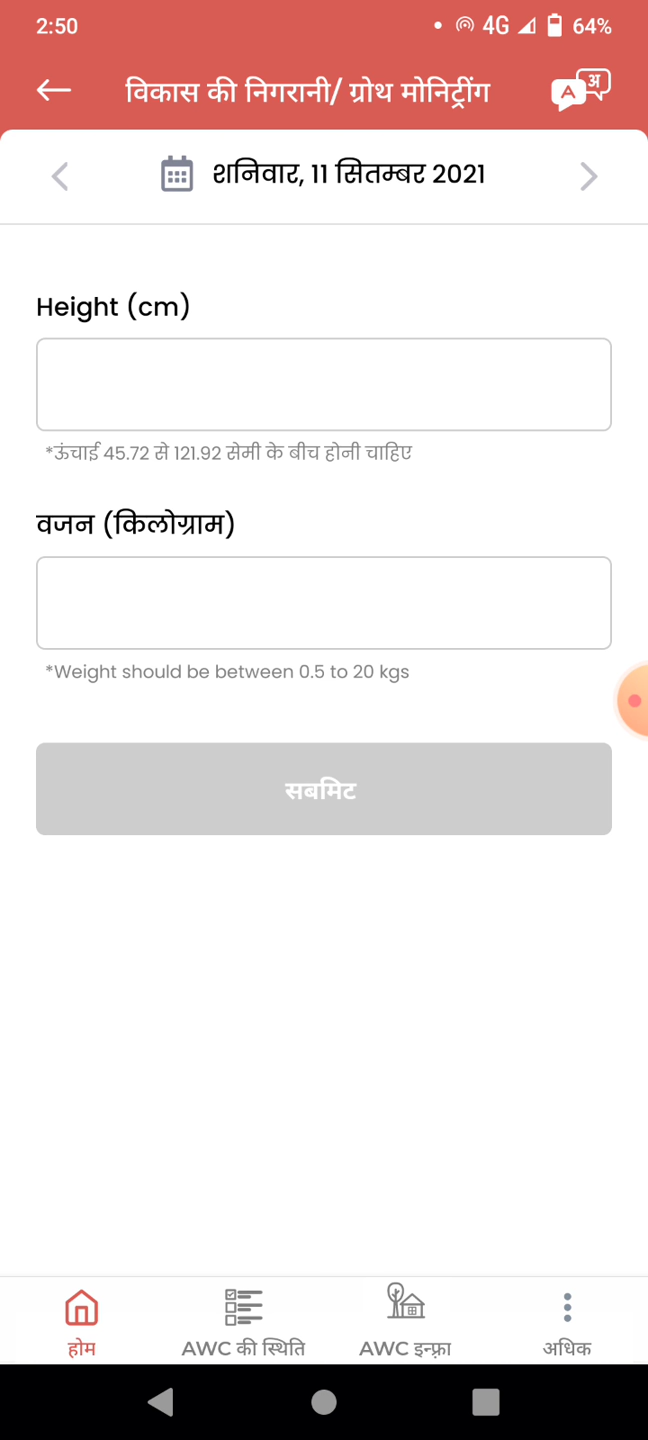 2:50
4G 64%
विकास की निगरानी/ ग्रोथ मोनिट्रींग
A अ
शनिवार, 11 सितम्बर 2021
Height (cm)
*ऊंचाई 45.72 से 121.92 सेमी के बीच होनी चाहिए
वजन (किलोग्राम)
*Weight should be between 0.5 to 20 kgs
सबमिट
होम
AWC की स्थिति
AWC इन्फ़्रा
अधिक